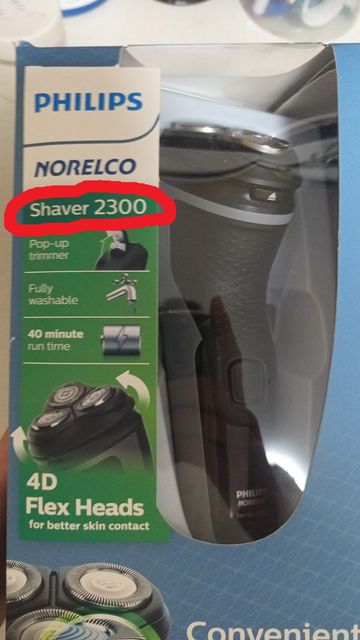 PHILIPS
NORELCO
Shaver 2300
Pop-up
trimmer
Fully
washable
40 minute
run time
4D
Flex Heads
for better skin contact
PHILIPS
NORELCO
Convenient